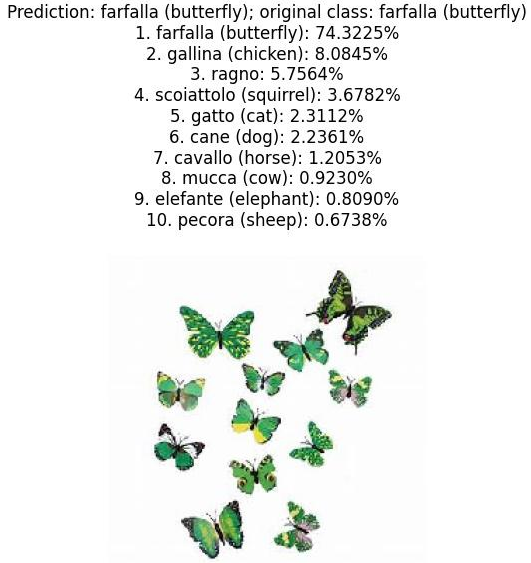 Prediction: farfalla (butterfly); original class: farfalla (butterfly)
1. farfalla (butterfly): 74.3225%
2. gallina (chicken): 8.0845%
3. ragno: 5.7564%
4. scoiattolo (squirrel): 3.6782%
5. gatto (cat): 2.3112%
6. cane (dog): 2.2361%
7. cavallo (horse): 1.2053%
8. mucca (cow): 0.9230%
9. elefante (elephant): 0.8090%
10. pecora (sheep): 0.6738%